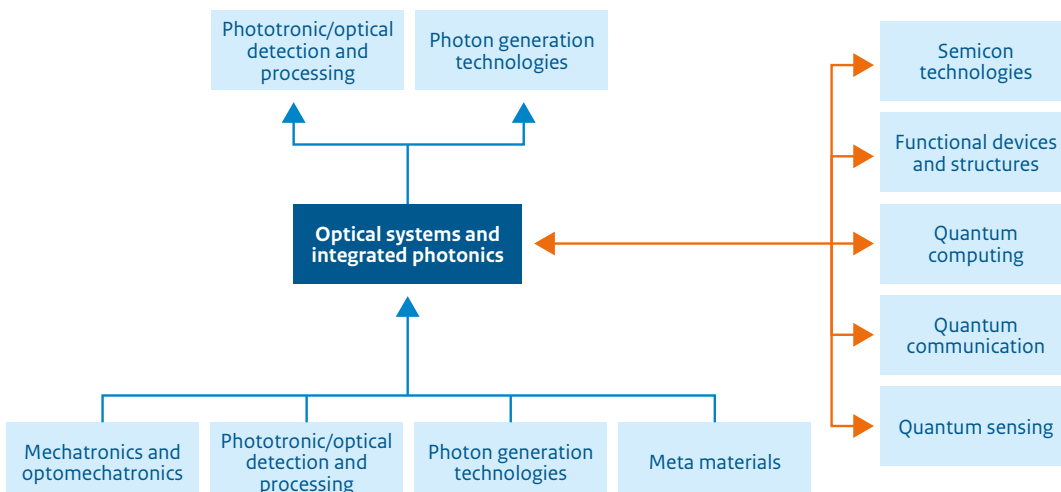 Phototronic/optical
detection and
processing
Photon generation
technologies
Semicon
technologies
Functional devices
and structures
Optical systems and
integrated photonics
Quantum
computing
Quantum
communication
Quantum sensing
Mechatronics and
optomechatronics
Phototronic/optical
detection and
processing
Photon generation
technologies
Meta materials